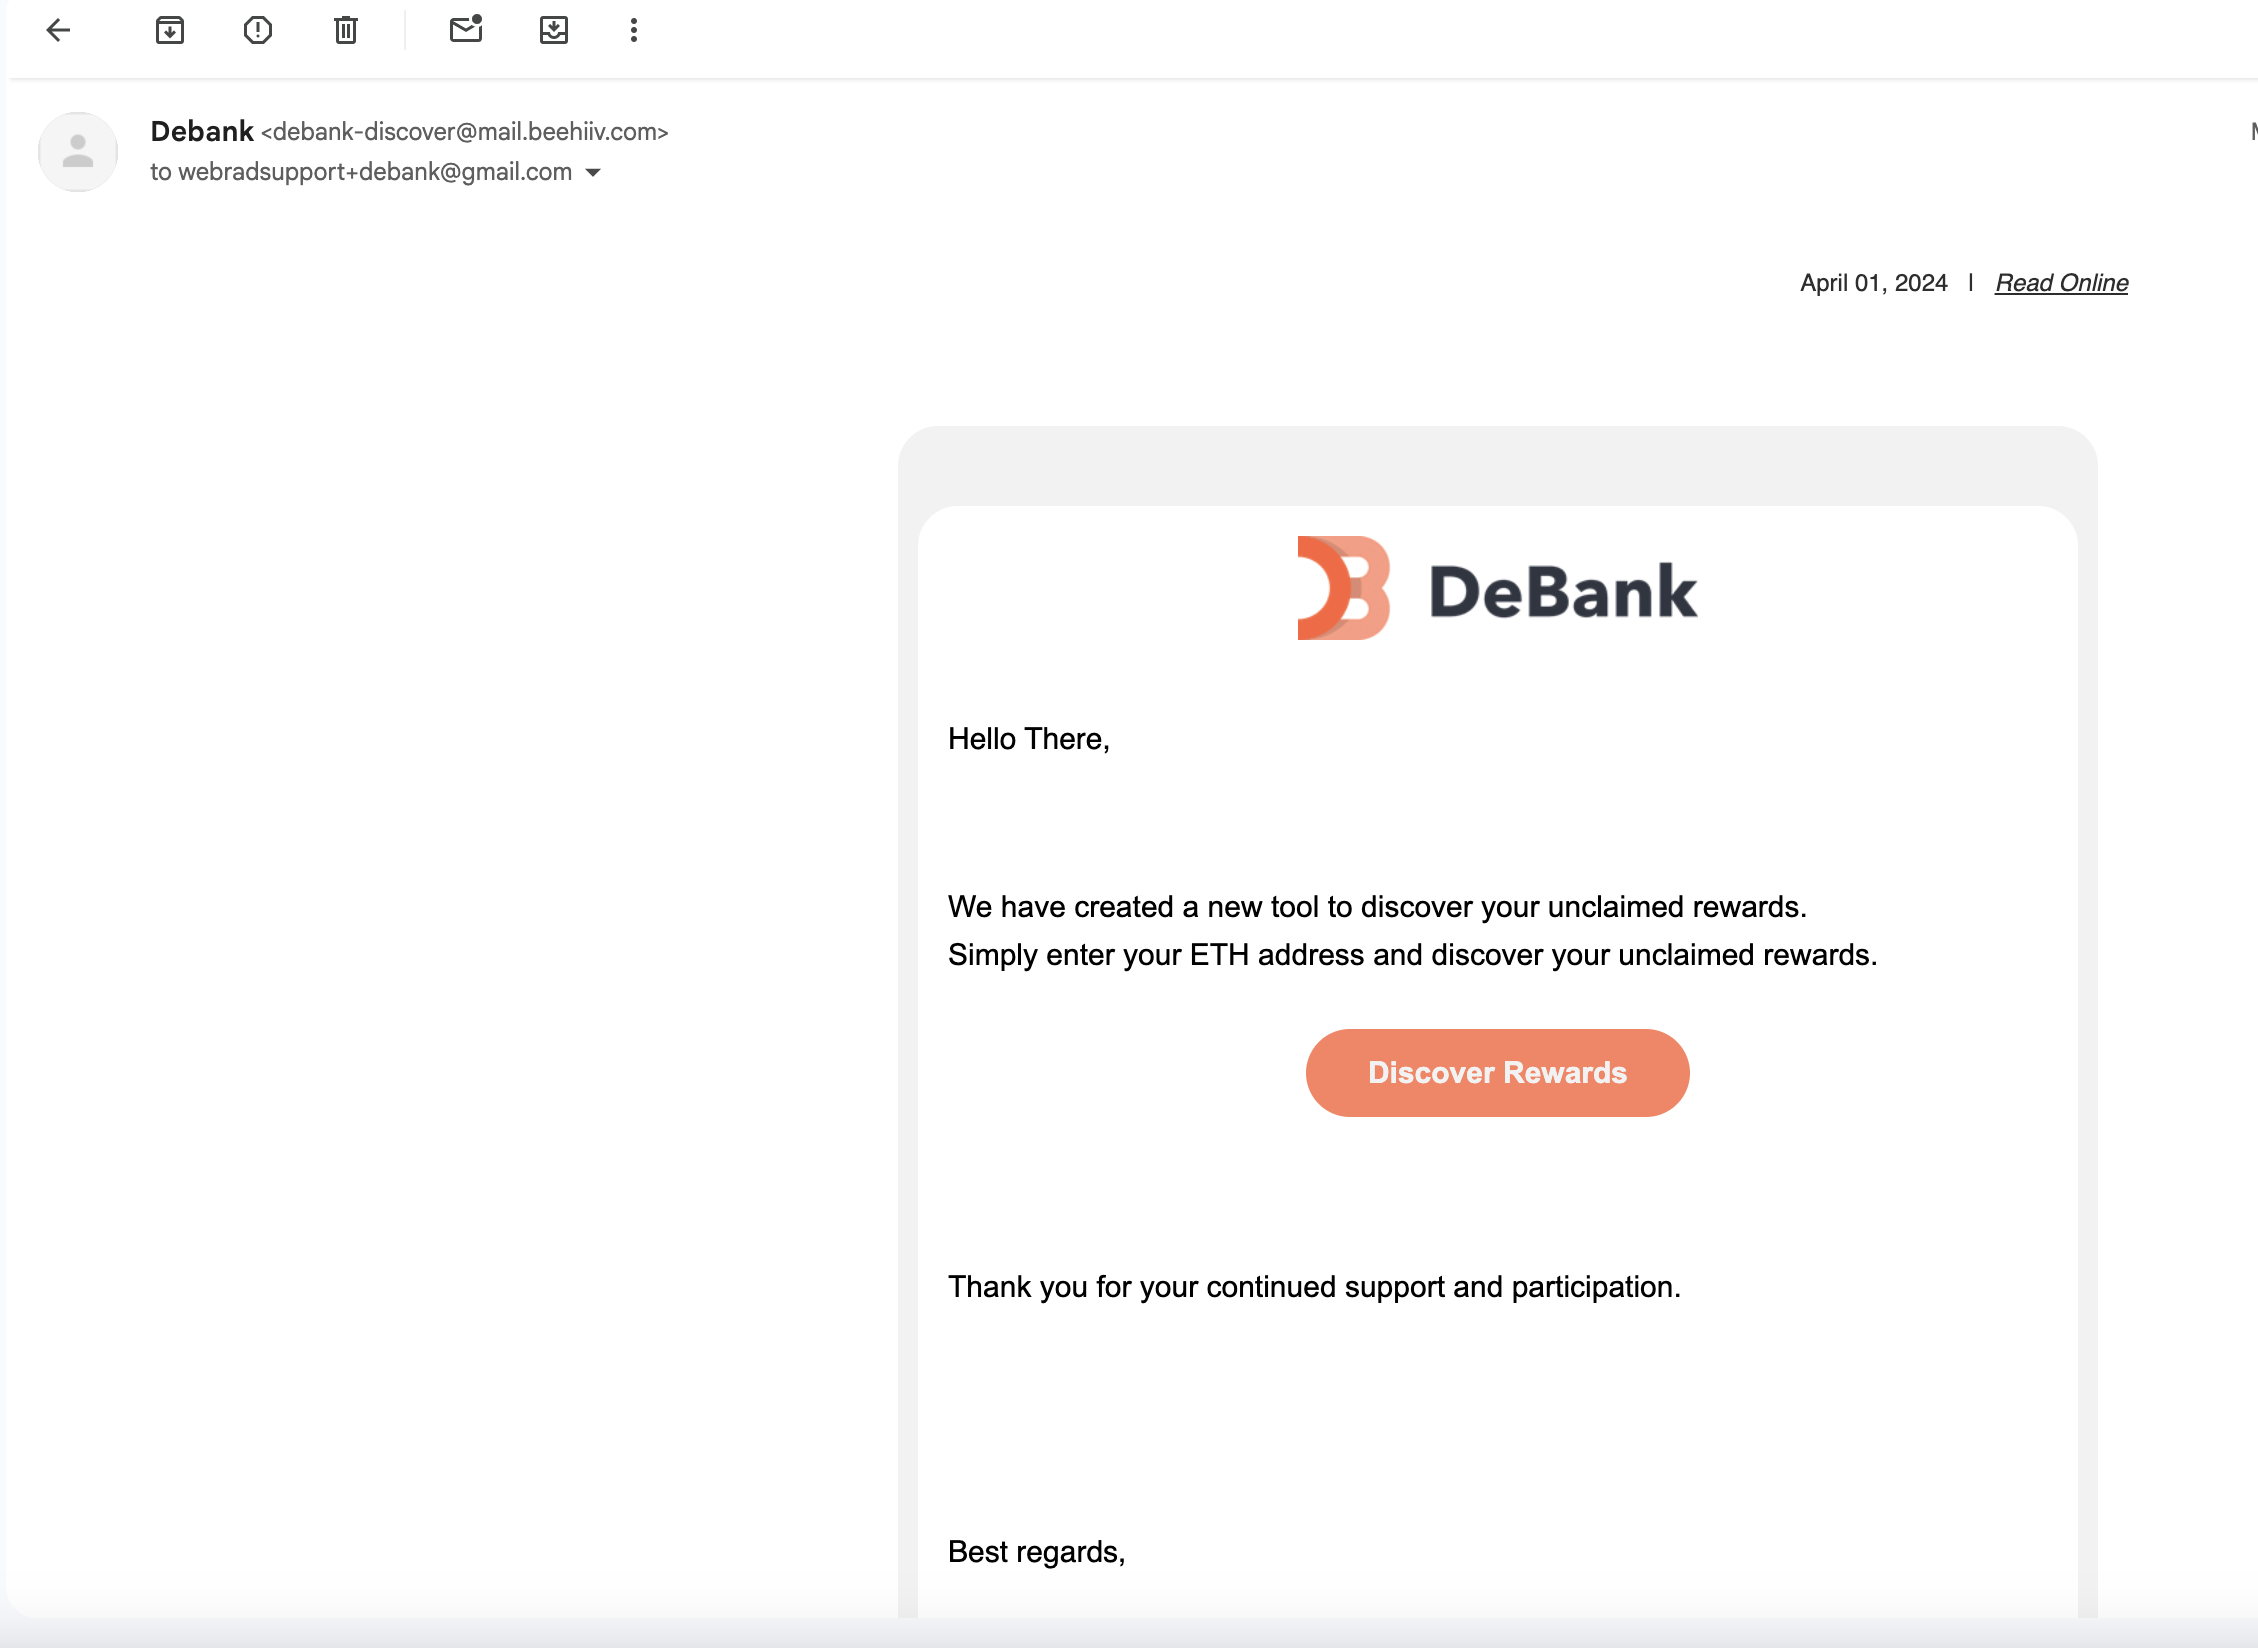 Debank <debank-discover@mail.beehiiv.com>
to webradsupport+debank@gmail.com
April 01, 2024 | Read Online
DeBank
Hello There,
We have created a new tool to discover your unclaimed rewards.
Simply enter your ETH address and discover your unclaimed rewards.
Discover Rewards
Thank you for your continued support and participation.
Best regards,